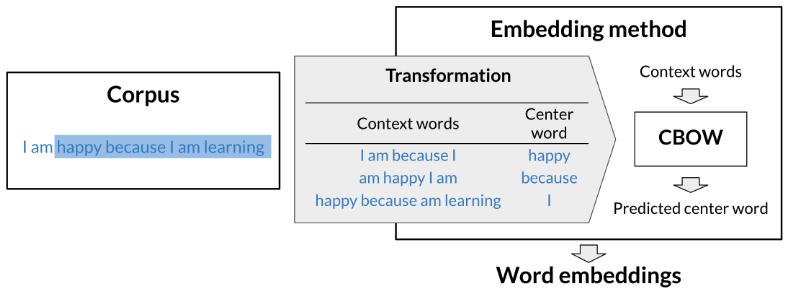 Corpus
I am happy because I am learning
Embedding method
Transformation
Context words
Center word
I am because I
happy
am happy I am
because
happy because am learning
I
Context words
CBOW
Predicted center word
Word embeddings